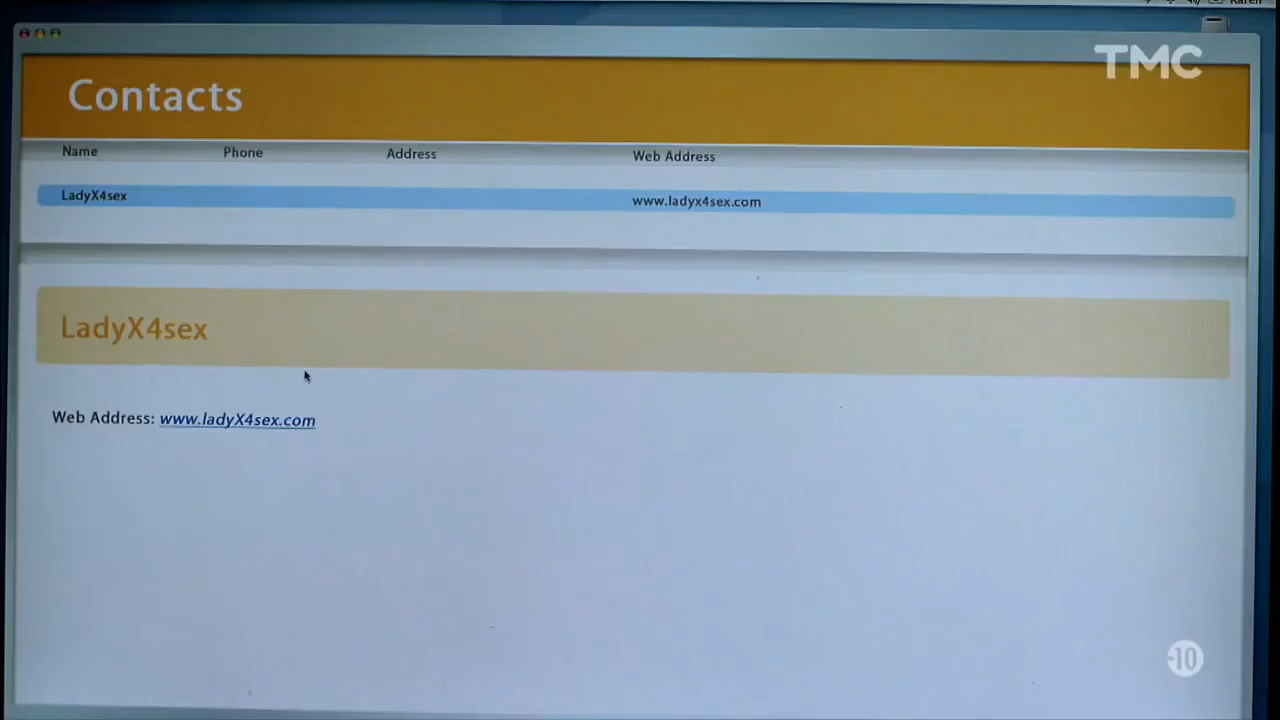 TMC
Contacts
Name Phone Address Web Address
LadyX4sex www.ladyx4sex.com
LadyX4sex
Web Address: www.ladyX4sex.com
-10